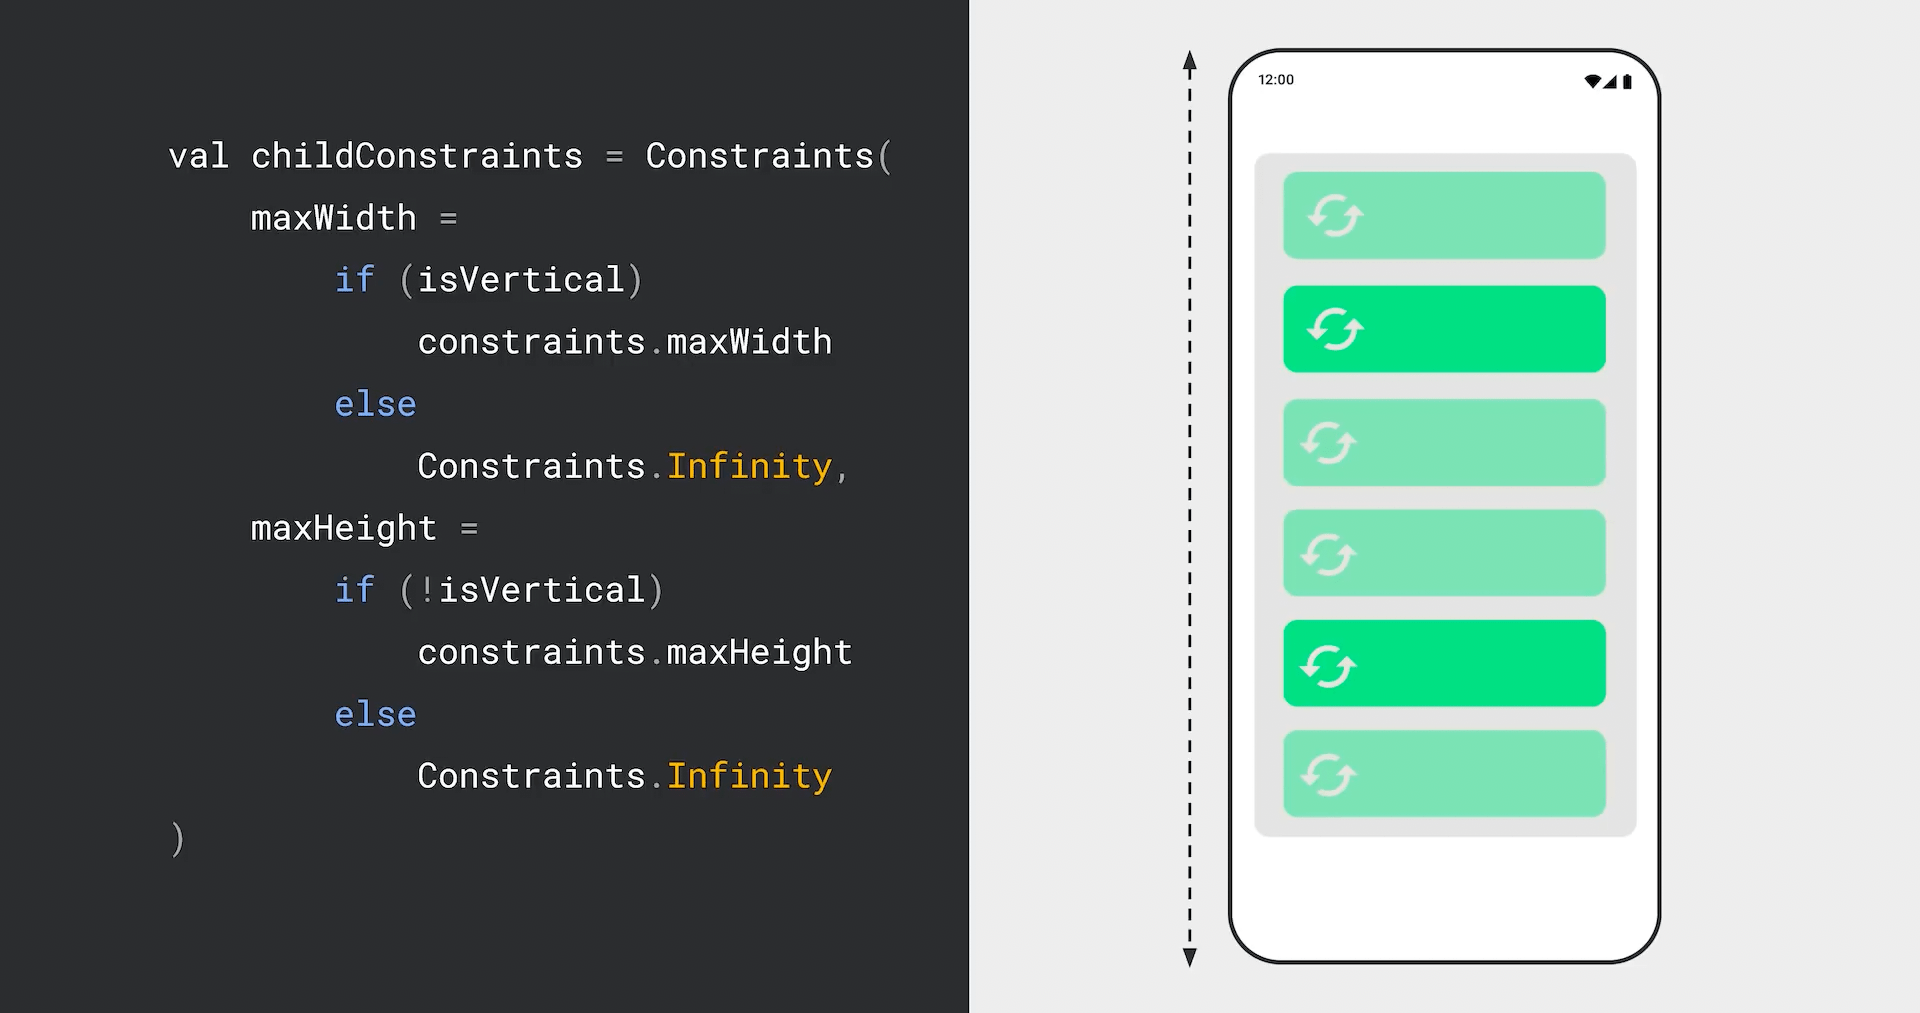 val childConstraints = Constraints(
    maxWidth =
        if (isVertical)
            constraints.maxWidth
        else
            Constraints.Infinity,
    maxHeight =
        if (!isVertical)
            constraints.maxHeight
        else
            Constraints.Infinity
)
12:00